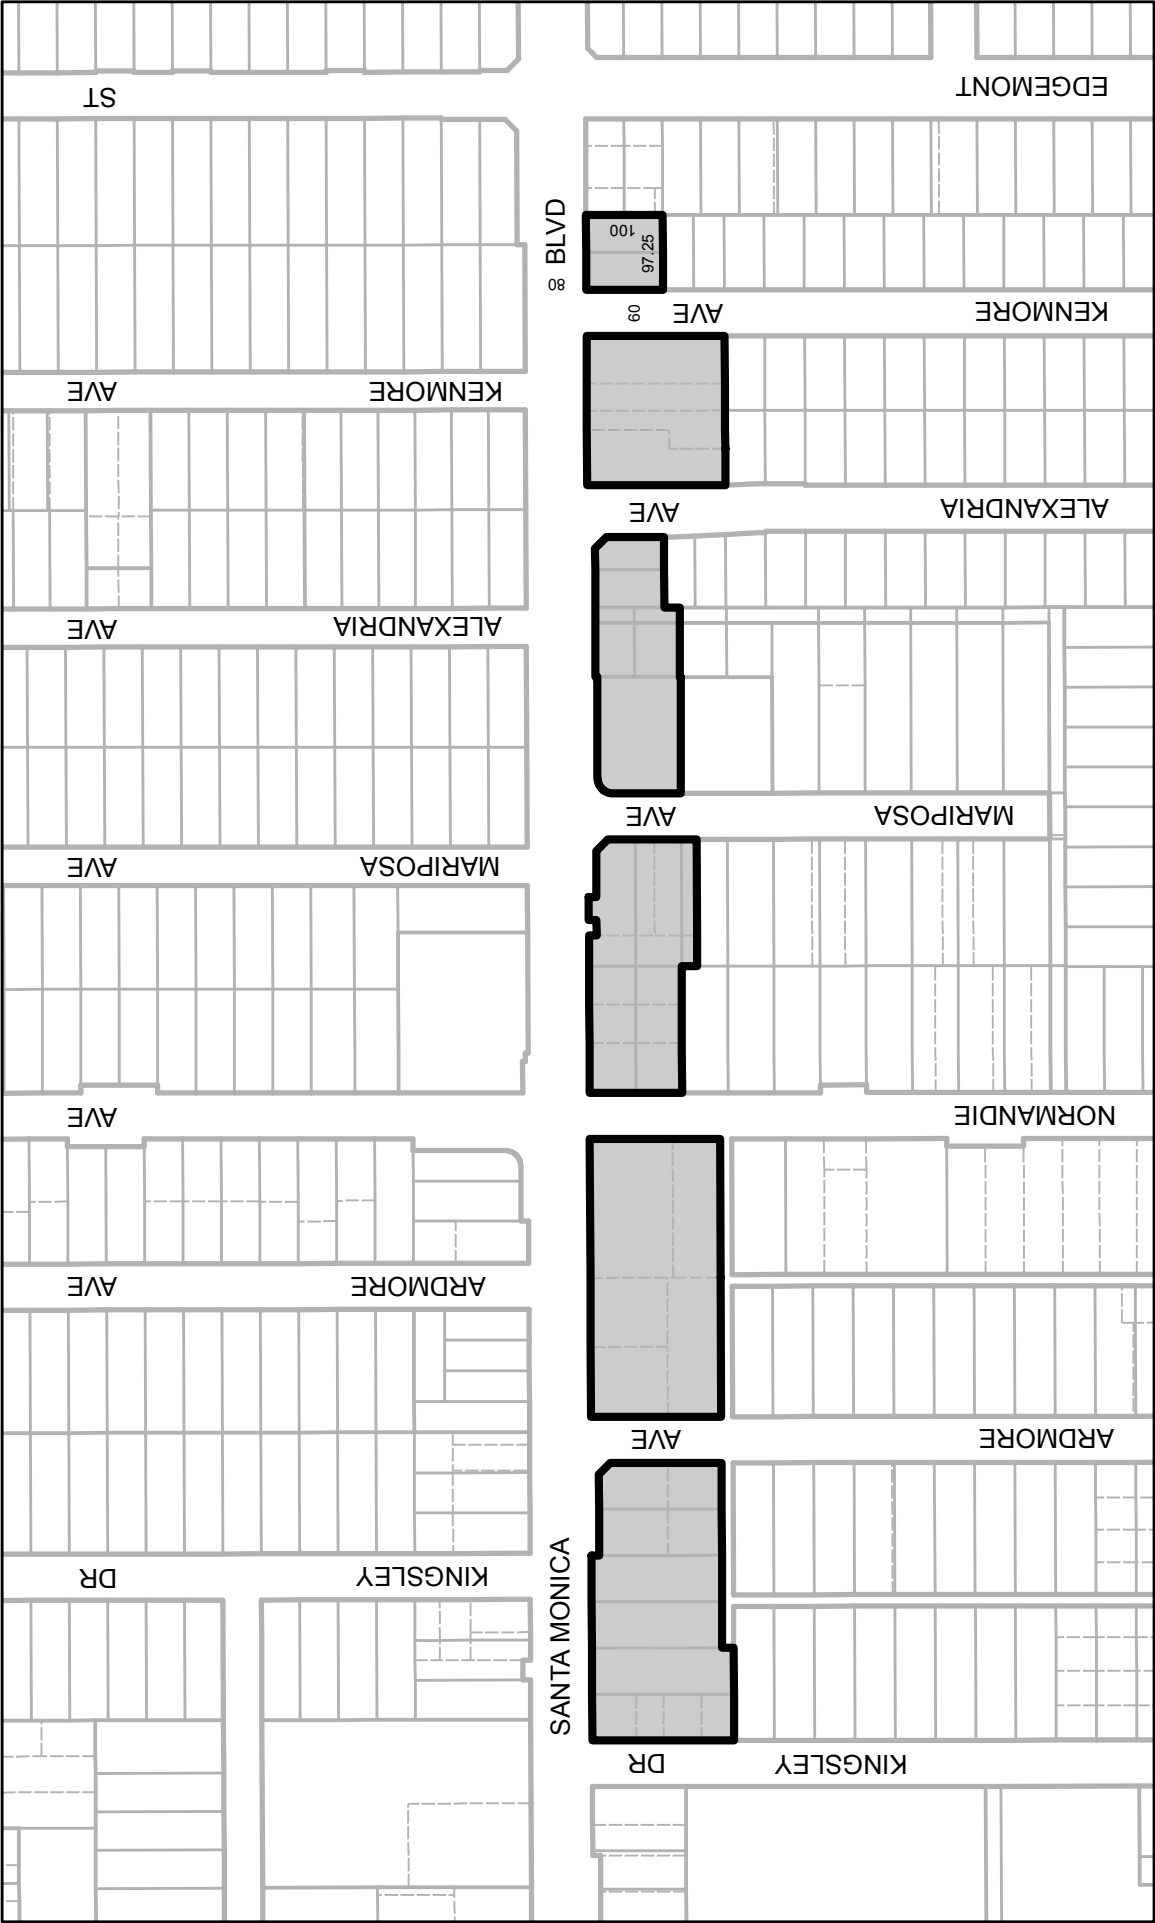 ST
EDGEMONT
BLVD
100
97.25
80
60
AVE
KENMORE
AVE
KENMORE
AVE
ALEXANDRIA
AVE
ALEXANDRIA
AVE
MARIPOSA
AVE
MARIPOSA
AVE
NORMANDIE
AVE
ARDMORE
AVE
ARDMORE
DR
KINGSLEY
SANTA MONICA
DR
KINGSLEY